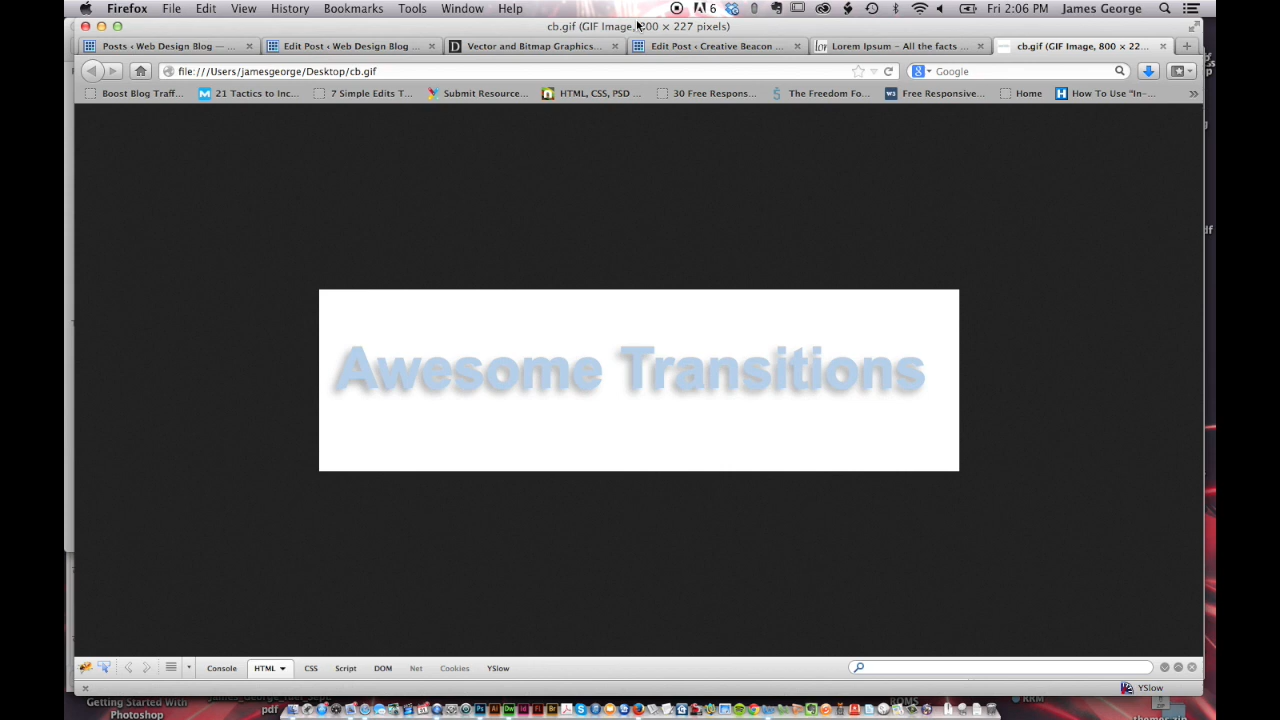 Firefox File Edit View History Bookmarks Tools Window Help 6 Fri 2:06 PM James George
cb.gif (GIF Image, 800 × 227 pixels)
Posts ‹ Web Design Blog — ... Edit Post ‹ Web Design Blog ... Vector and Bitmap Graphics... Edit Post ‹ Creative Beacon ... Lorem Ipsum – All the facts ... cb.gif (GIF Image, 800 × 22...
file:///Users/jamesgeorge/Desktop/cb.gif Google
Boost Blog Traff... 21 Tactics to Inc... 7 Simple Edits T... Submit Resource... HTML, CSS, PSD ... 30 Free Respons... The Freedom Fo... Free Responsive... Home How To Use "In-...
Awesome Transitions
Console HTML CSS Script DOM Net Cookies YSlow
YSlow
Getting Started With
Photoshop
pdf
ROMS
RRM